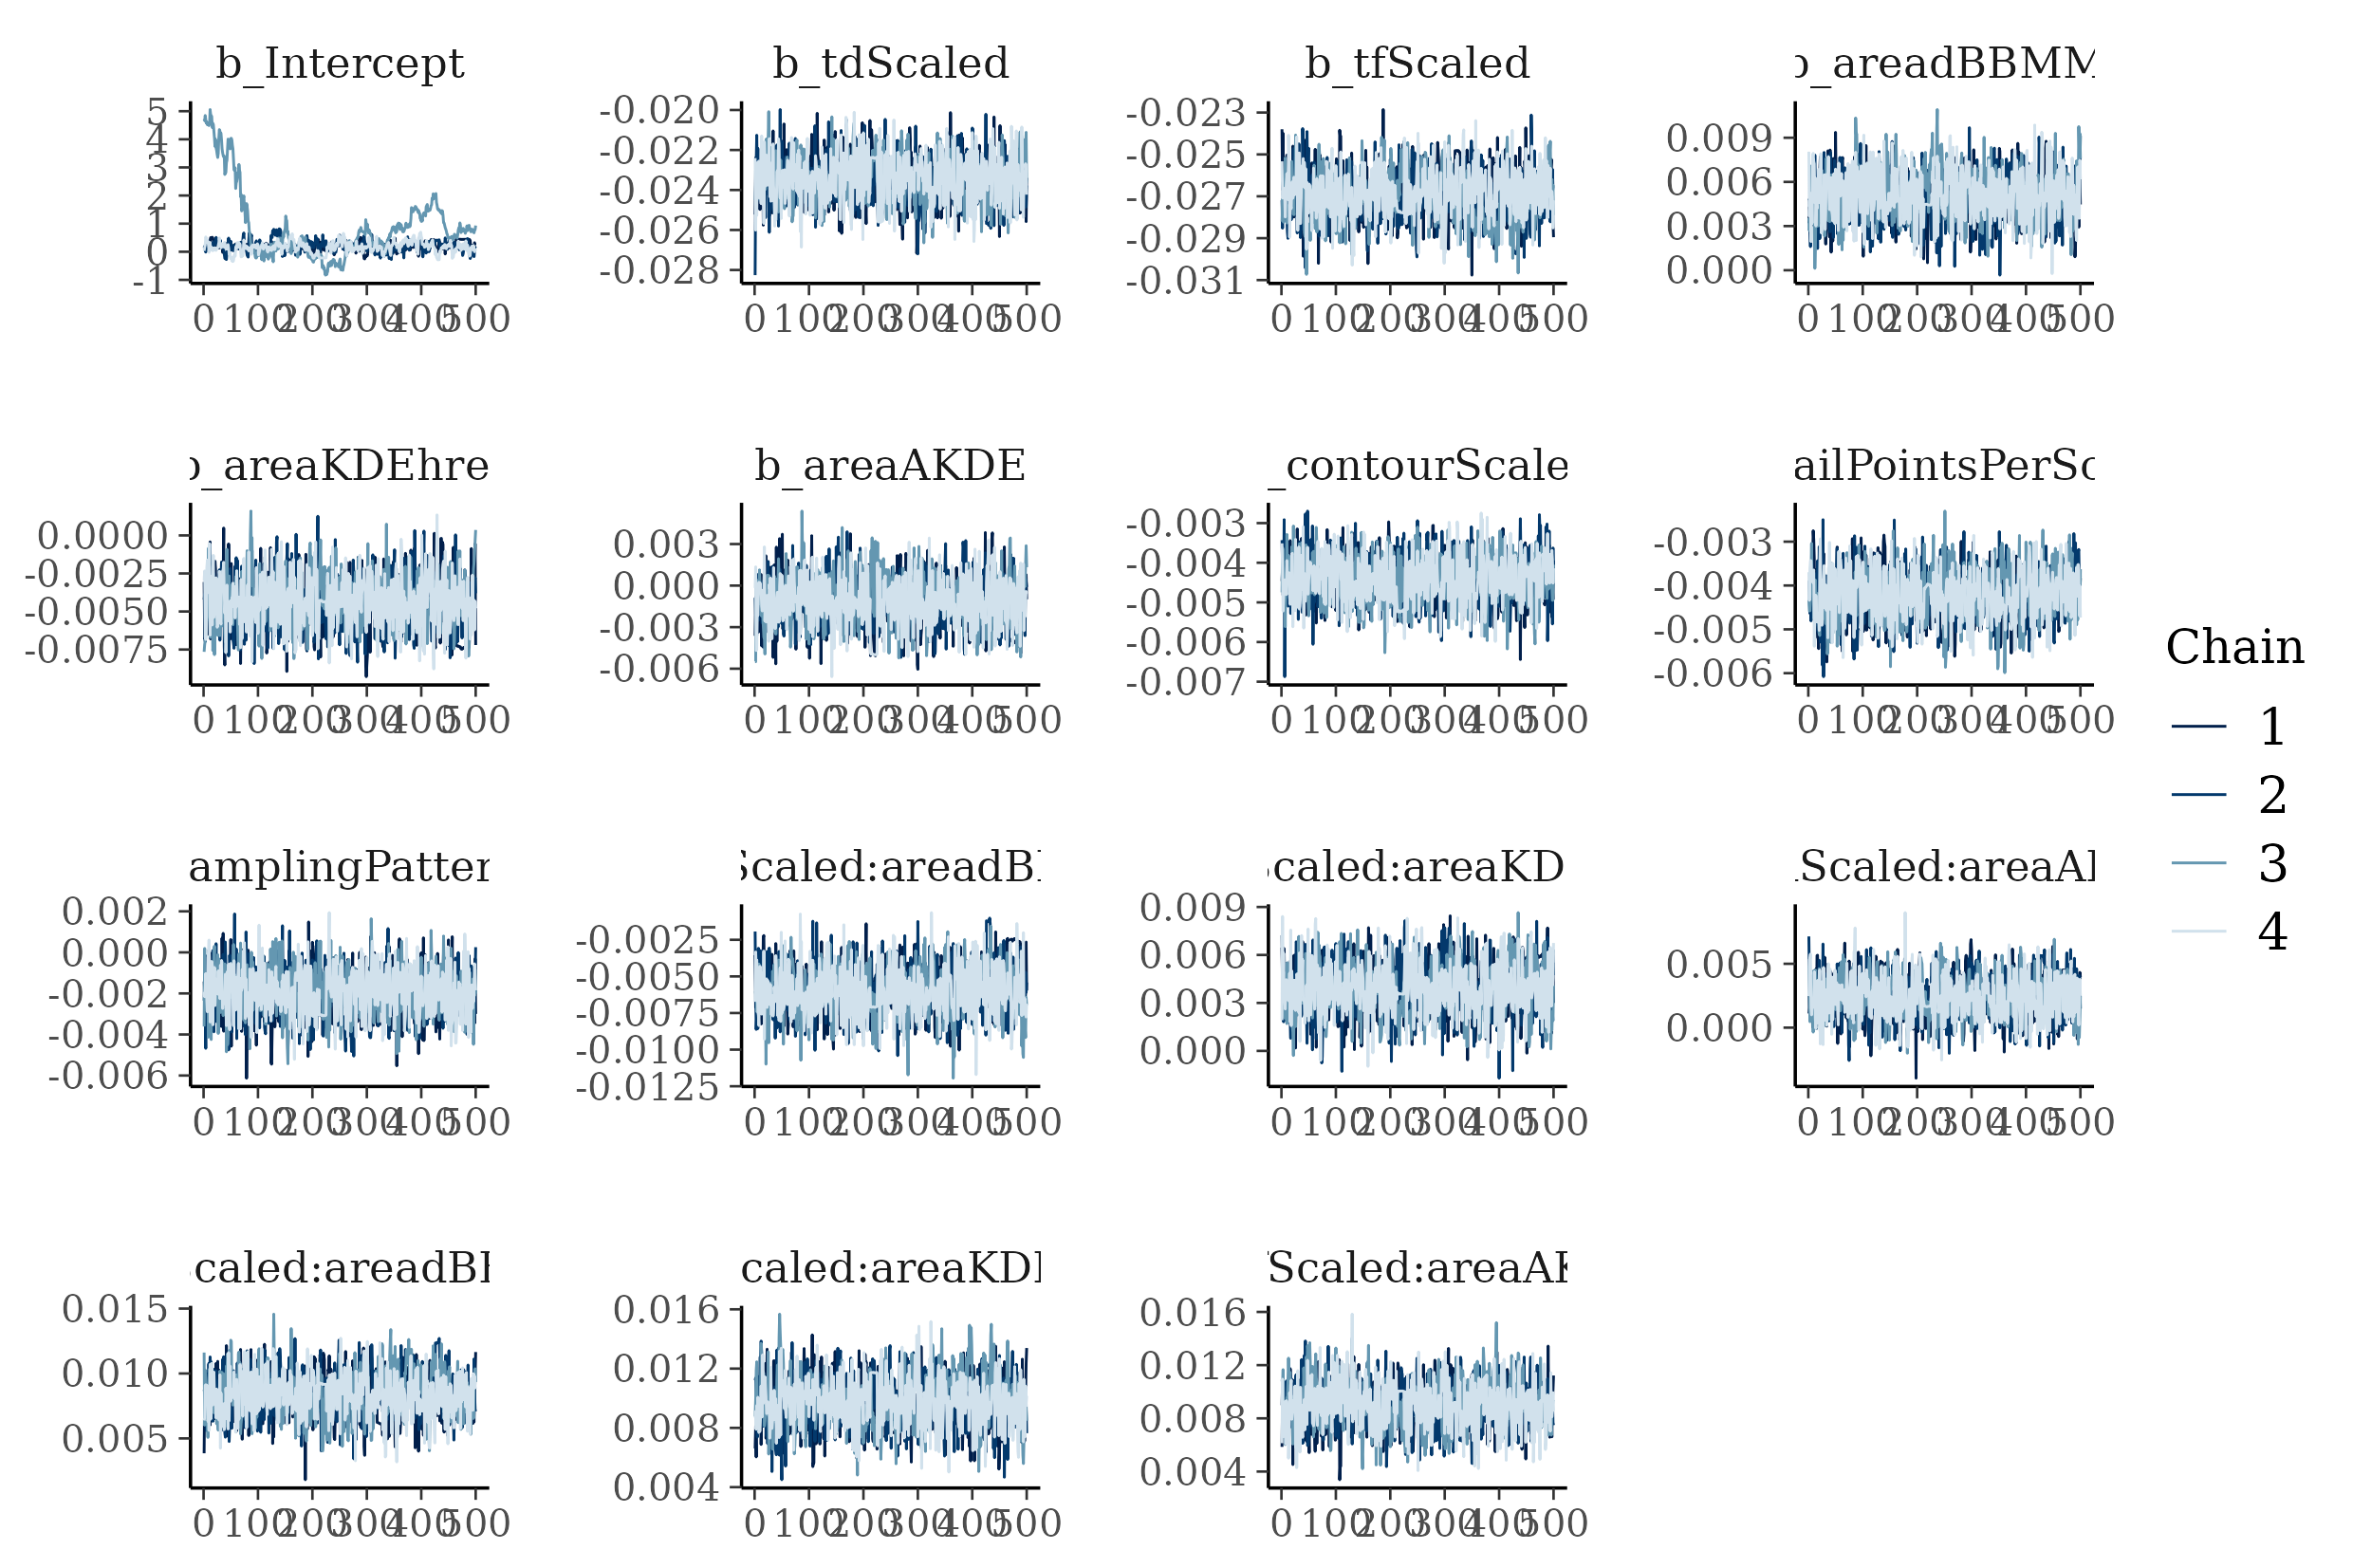 b_Intercept b_tdScaled b_tfScaled b_areadBBMM
5 4 3 2 1 0 -1
-0.020 -0.022 -0.024 -0.026 -0.028
-0.023 -0.025 -0.027 -0.029 -0.031
0.009 0.006 0.003 0.000
0 100 200 300 400 500 0 100 200 300 400 500 0 100 200 300 400 500 0 100 200 300 400 500
b_areaKDEhre b_areaAKDE _contourScale ailPointsPerSc
0.0000 -0.0025 -0.0050 -0.0075
0.003 0.000 -0.003 -0.006
-0.003 -0.004 -0.005 -0.006 -0.007
-0.003 -0.004 -0.005 -0.006
0 100 200 300 400 500 0 100 200 300 400 500 0 100 200 300 400 500 0 100 200 300 400 500
amplingPatter Scaled:areadB caled:areaKD Scaled:areaA
0.002 0.000 -0.002 -0.004 -0.006
-0.0025 -0.0050 -0.0075 -0.0100 -0.0125
0.009 0.006 0.003 0.000
0.005 0.000
0 100 200 300 400 500 0 100 200 300 400 500 0 100 200 300 400 500 0 100 200 300 400 500
caled:areadB caled:areaKD Scaled:areaA
0.015 0.010 0.005
0.016 0.012 0.008 0.004
0.016 0.012 0.008 0.004
0 100 200 300 400 500 0 100 200 300 400 500 0 100 200 300 400 500
Chain
1
2
3
4